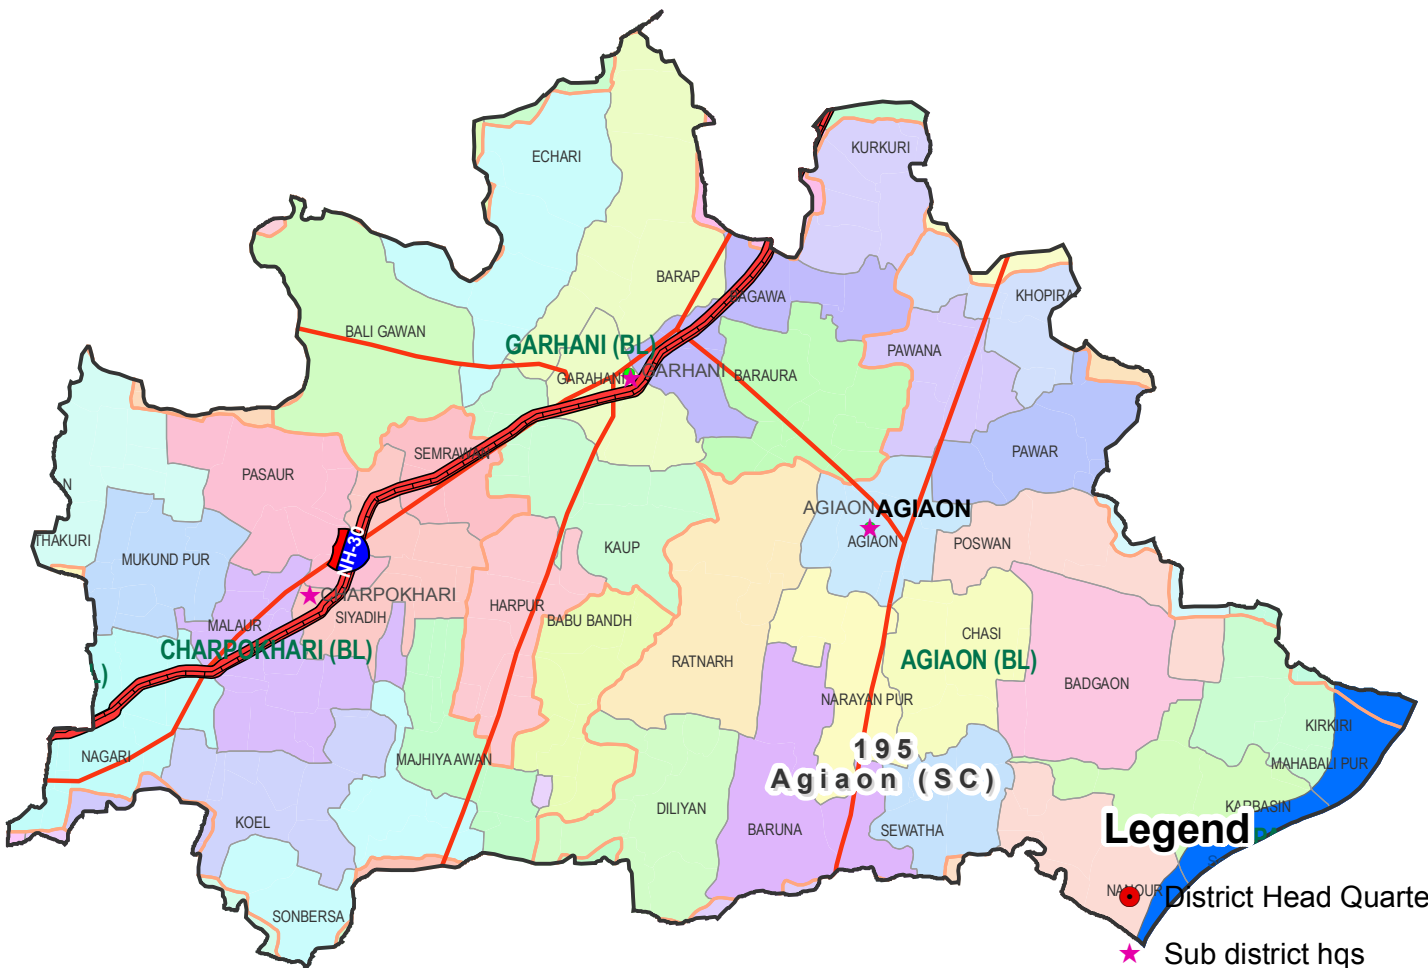 ECHARI
KURKURI
BARAP
BAGAWA
KHOPIRA
BALI GAWAN
GARHANI (BL)
PAWANA
GARAHANI
GARHANI
BARAURA
SEMRAWAN
PAWAR
PASAUR
N
AGIAON
AGIAON
THAKURI
MUKUND PUR
NH-30
KAUP
AGIAON
POSWAN
CHARPOKHARI
SIYADIH
HARPUR
MALAUR
BABU BANDH
CHASI
CHARPOKHARI (BL)
AGIAON (BL)
RATNARH
L)
BADGAON
NARAYAN PUR
KIRKIRI
NAGARI
MAJHIYA AWAN
195
Agiaon (SC)
MAHABALI PUR
DILIYAN
KARBASIN
KOEL
BARUNA
SEWATHA
Legend
SONBERSA
District Head Quarte
Sub district hqs